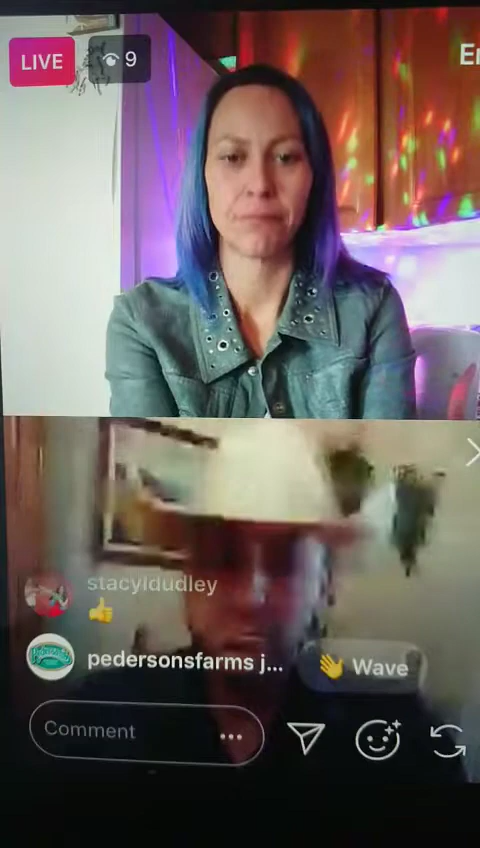 LIVE
9
stacyldudley
👍
pedersonsfarms j...
👋 Wave
Comment